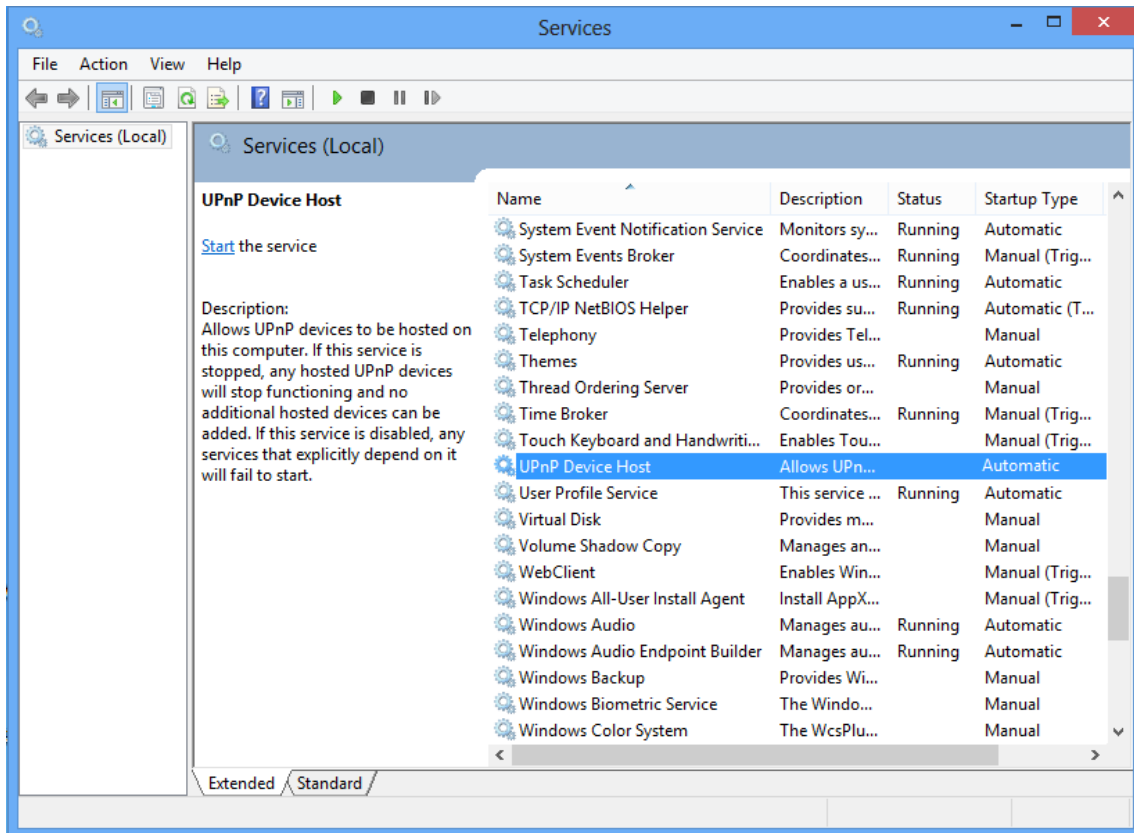 Services
File Action View Help
Services (Local)
Services (Local)
UPnP Device Host
Start the service
Description:
Allows UPnP devices to be hosted on
this computer. If this service is
stopped, any hosted UPnP devices
will stop functioning and no
additional hosted devices can be
added. If this service is disabled, any
services that explicitly depend on it
will fail to start.
Name Description Status Startup Type
System Event Notification Service Monitors sy... Running Automatic
System Events Broker Coordinates... Running Manual (Trig...
Task Scheduler Enables a us... Running Automatic
TCP/IP NetBIOS Helper Provides su... Running Automatic (T...
Telephony Provides Tel... Manual
Themes Provides us... Running Automatic
Thread Ordering Server Provides or... Manual
Time Broker Coordinates... Running Manual (Trig...
Touch Keyboard and Handwriti... Enables Tou... Manual (Trig...
UPnP Device Host Allows UPn... Automatic
User Profile Service This service ... Running Automatic
Virtual Disk Provides m... Manual
Volume Shadow Copy Manages an... Manual
WebClient Enables Win... Manual (Trig...
Windows All-User Install Agent Install AppX... Manual (Trig...
Windows Audio Manages au... Running Automatic
Windows Audio Endpoint Builder Manages au... Running Automatic
Windows Backup Provides Wi... Manual
Windows Biometric Service The Windo... Manual
Windows Color System The WcsPlu... Manual
Extended Standard